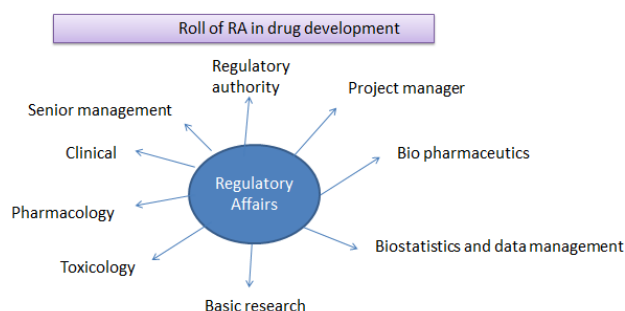 Roll of RA in drug development
Regulatory
authority
Project manager
Senior management
Clinical
Bio pharmaceutics
Regulatory
Affairs
Pharmacology
Biostatistics and data management
Toxicology
Basic research